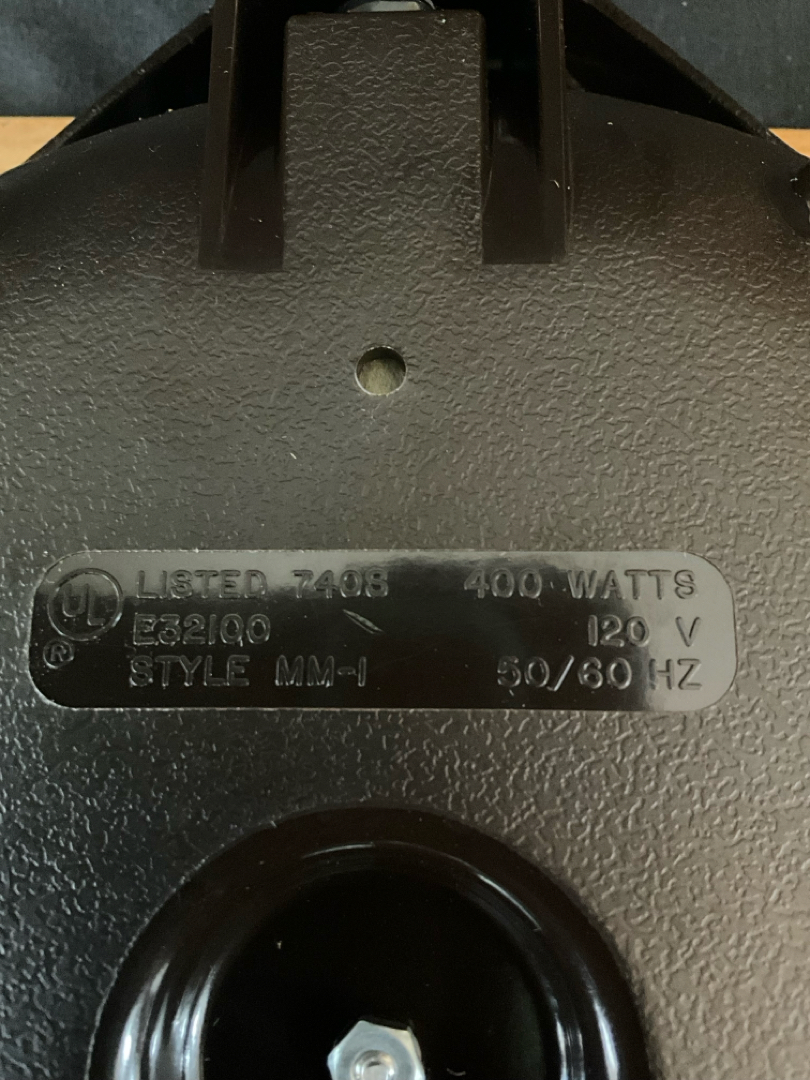 UL LISTED 740S 400 WATTS
E32100 120 V
® STYLE MM-1 50/60 HZ